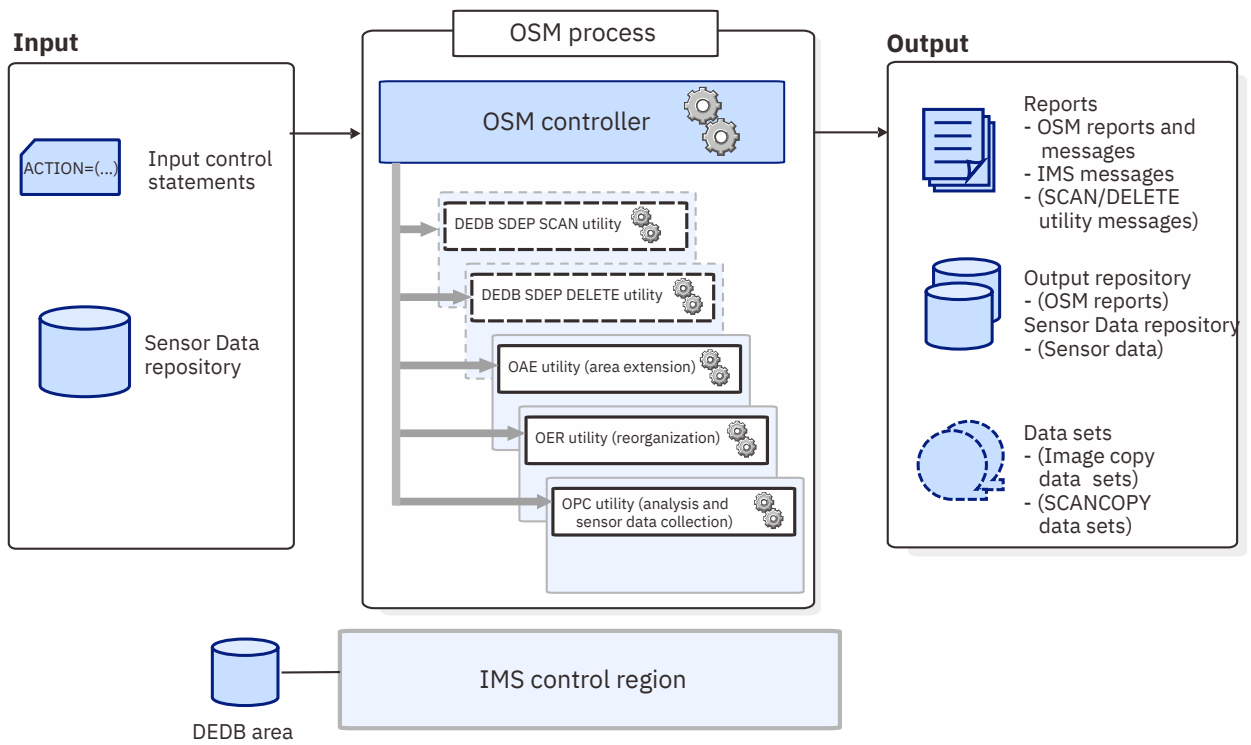 Input
ACTION=(...)
Input control
statements
Sensor Data
repository
OSM process
OSM controller
DEDB SDEP SCAN utility
DEDB SDEP DELETE utility
OAE utility (area extension)
OER utility (reorganization)
OPC utility (analysis and
sensor data collection)
Output
Reports
- OSM reports and
messages
- IMS messages
- (SCAN/DELETE
utility messages)
Output repository
- (OSM reports)
Sensor Data repository
- (Sensor data)
Data sets
- (Image copy
data sets)
- (SCANCOPY
data sets)
IMS control region
DEDB area